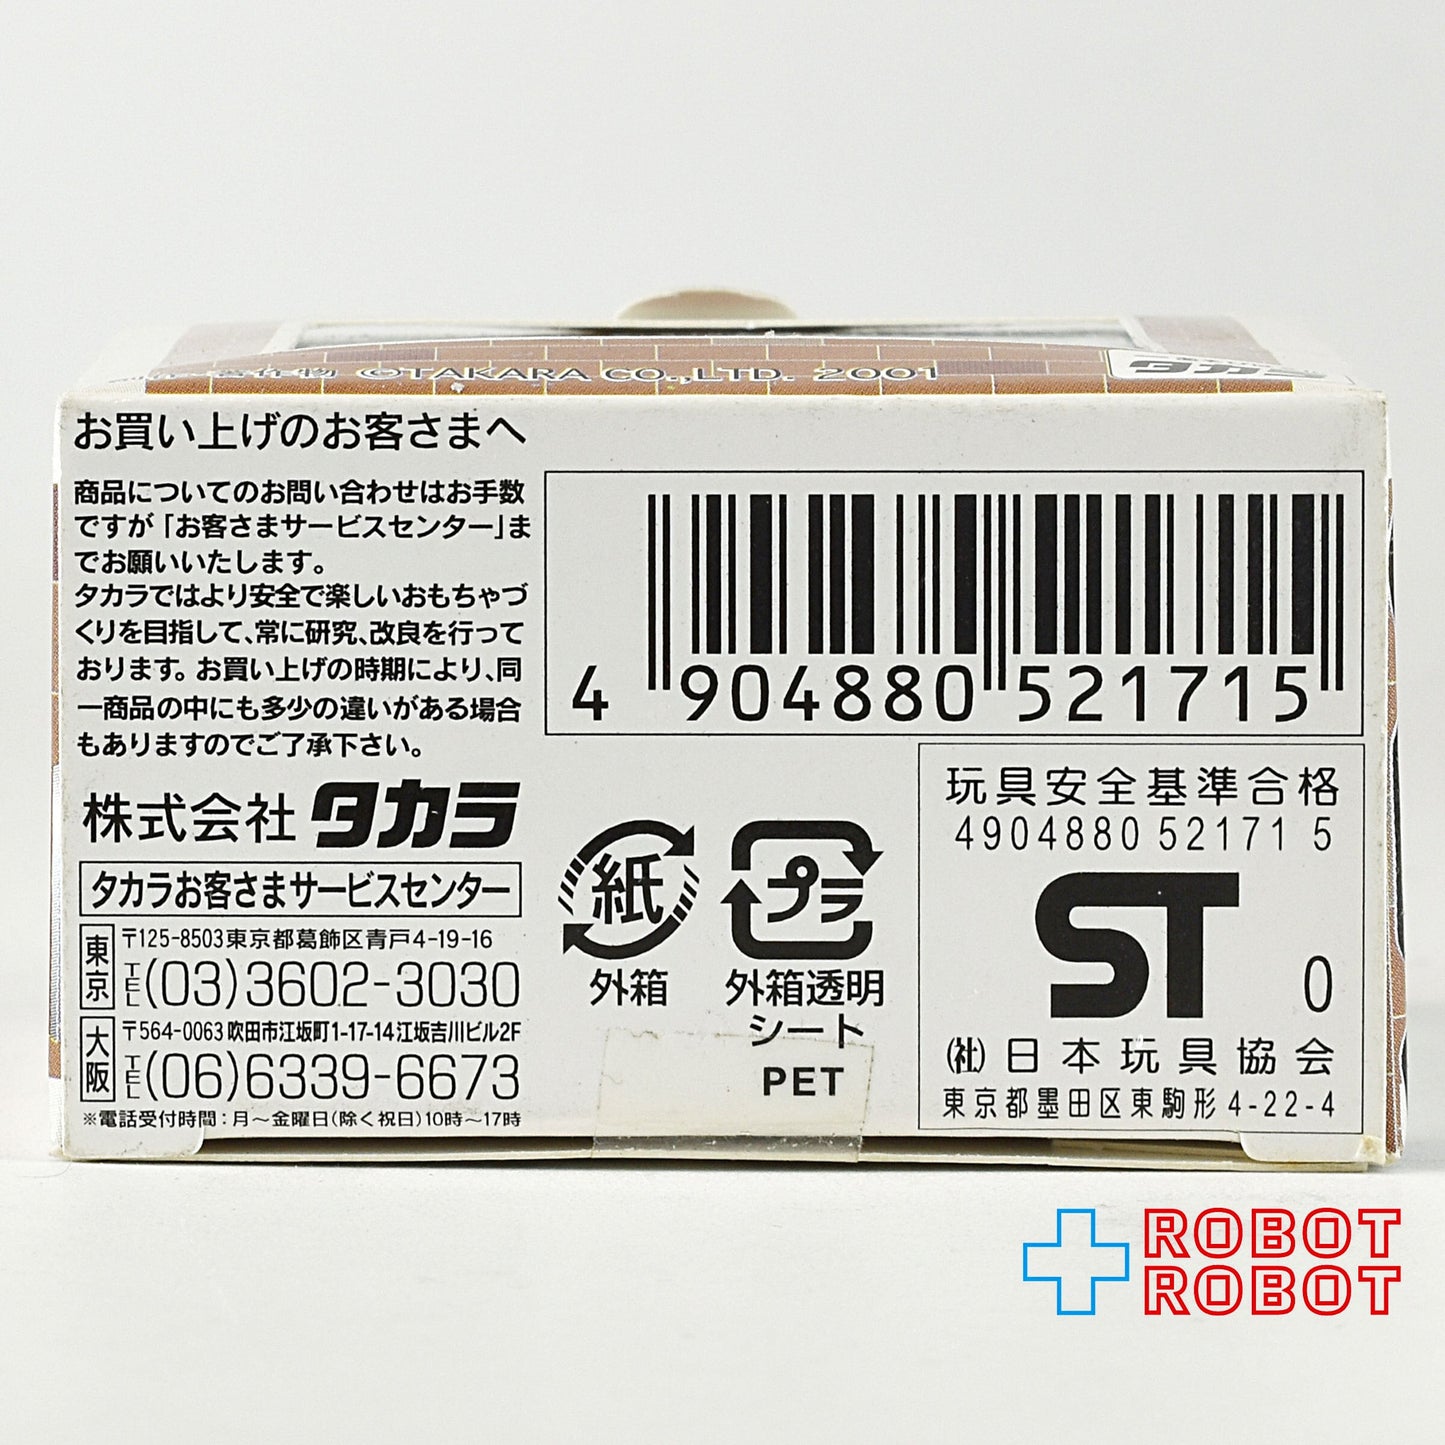 ©TAKARA CO.,LTD. 2001
タカラ
お買い上げのお客さまへ
商品についてのお問い合わせはお手数
ですが「お客さまサービスセンター」ま
でお願いいたします。
タカラではより安全で楽しいおもちゃづ
くりを目指して、常に研究、改良を行って
おります。お買い上げの時期により、同
一商品の中にも多少の違いがある場合
もありますのでご了承下さい。
株式会社 タカラ
タカラお客さまサービスセンター
東京
〒125-8503東京都葛飾区青戸4-19-16
TEL(03)3602-3030
大阪
〒564-0063 吹田市江坂町1-17-14江坂吉川ビル2F
TEL(06)6339-6673
※電話受付時間：月～金曜日(除く祝日)10時～17時
4 904880 521715
紙
外箱
プラ
外箱透明
シート
PET
玩具安全基準合格
4904880 52171 5
ST
0
(社)日本玩具協会
東京都墨田区東駒形4-22-4
ROBOT
ROBOT